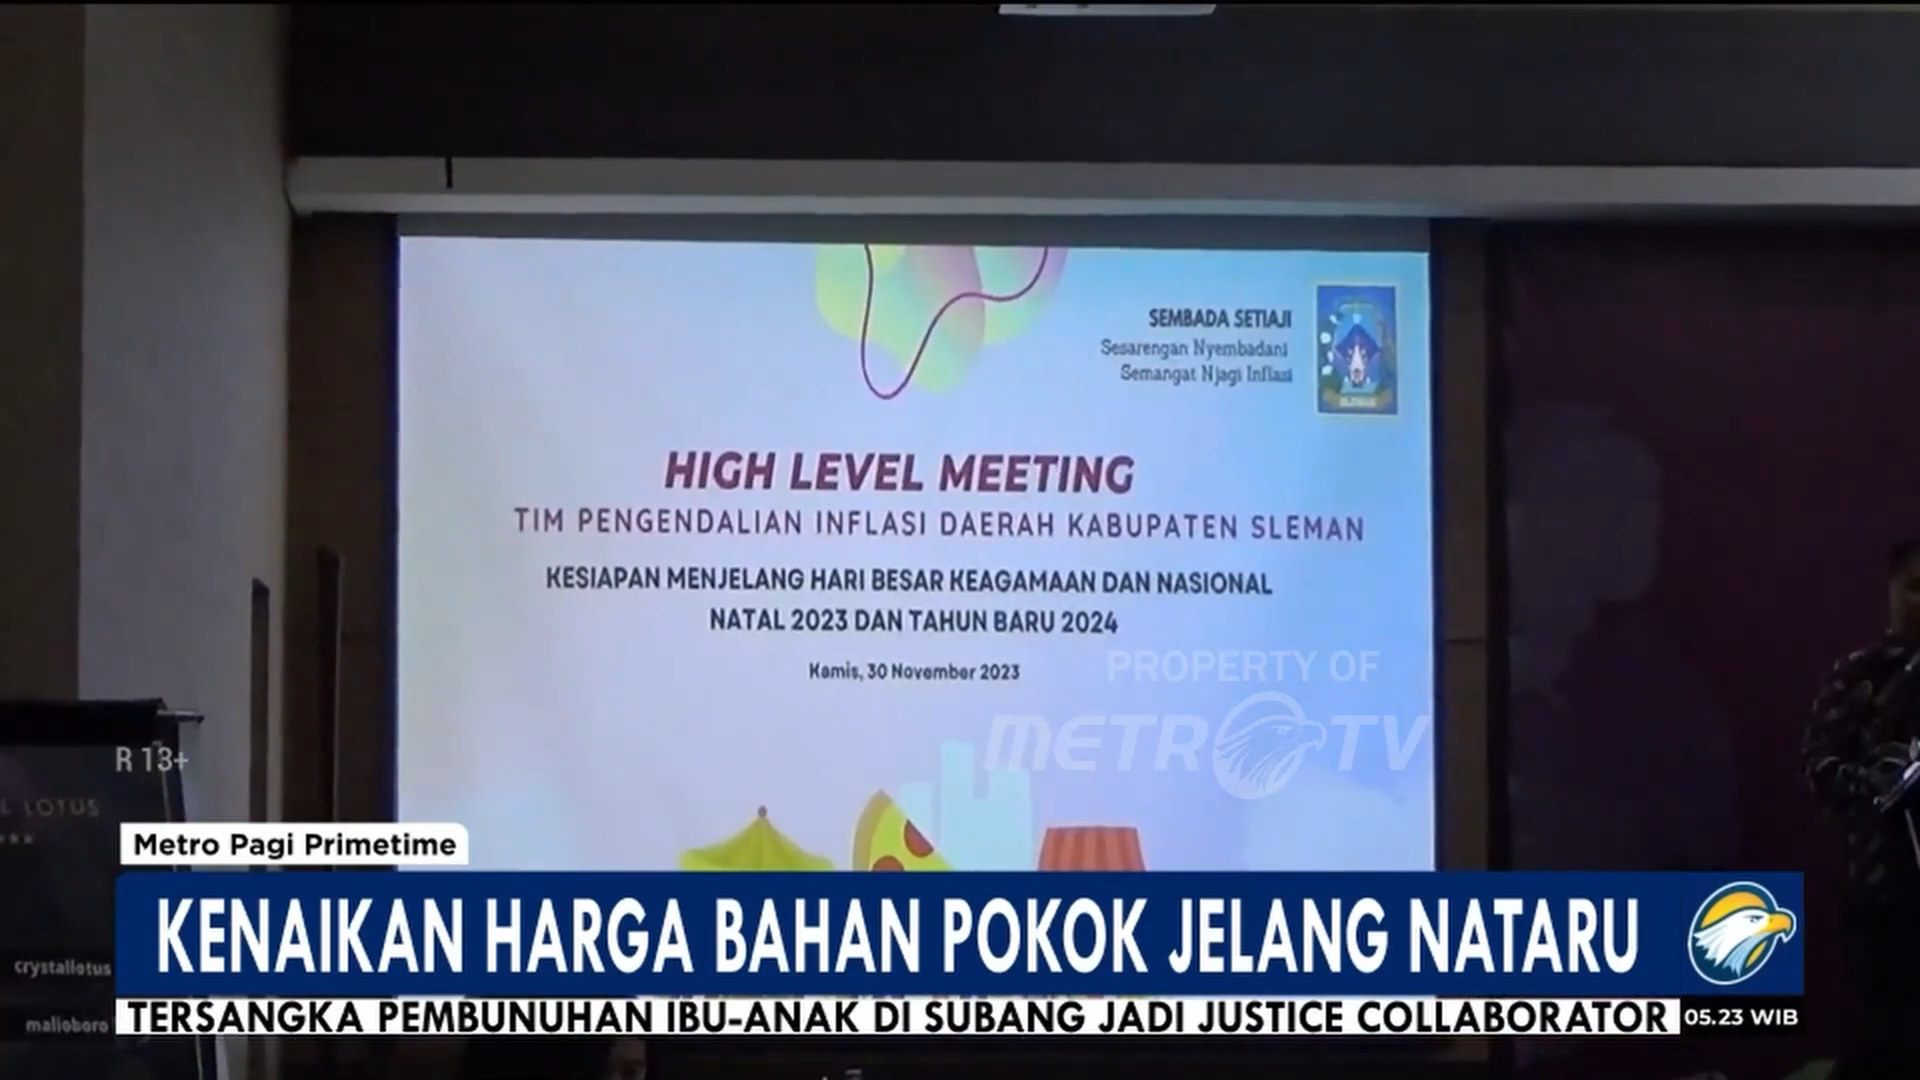 SEMBADA SETIAJI
Sesarengan Nyembadani
Semangat Njagi Inflasi
HIGH LEVEL MEETING
TIM PENGENDALIAN INFLASI DAERAH KABUPATEN SLEMAN
KESIAPAN MENJELANG HARI BESAR KEAGAMAAN DAN NASIONAL
NATAL 2023 DAN TAHUN BARU 2024
Kamis, 30 November 2023
PROPERTY OF
METRO TV
R 13+
L LOTUS
Metro Pagi Primetime
KENAIKAN HARGA BAHAN POKOK JELANG NATARU
crystallotus
malioboro
TERSANGKA PEMBUNUHAN IBU-ANAK DI SUBANG JADI JUSTICE COLLABORATOR
05.23 WIB